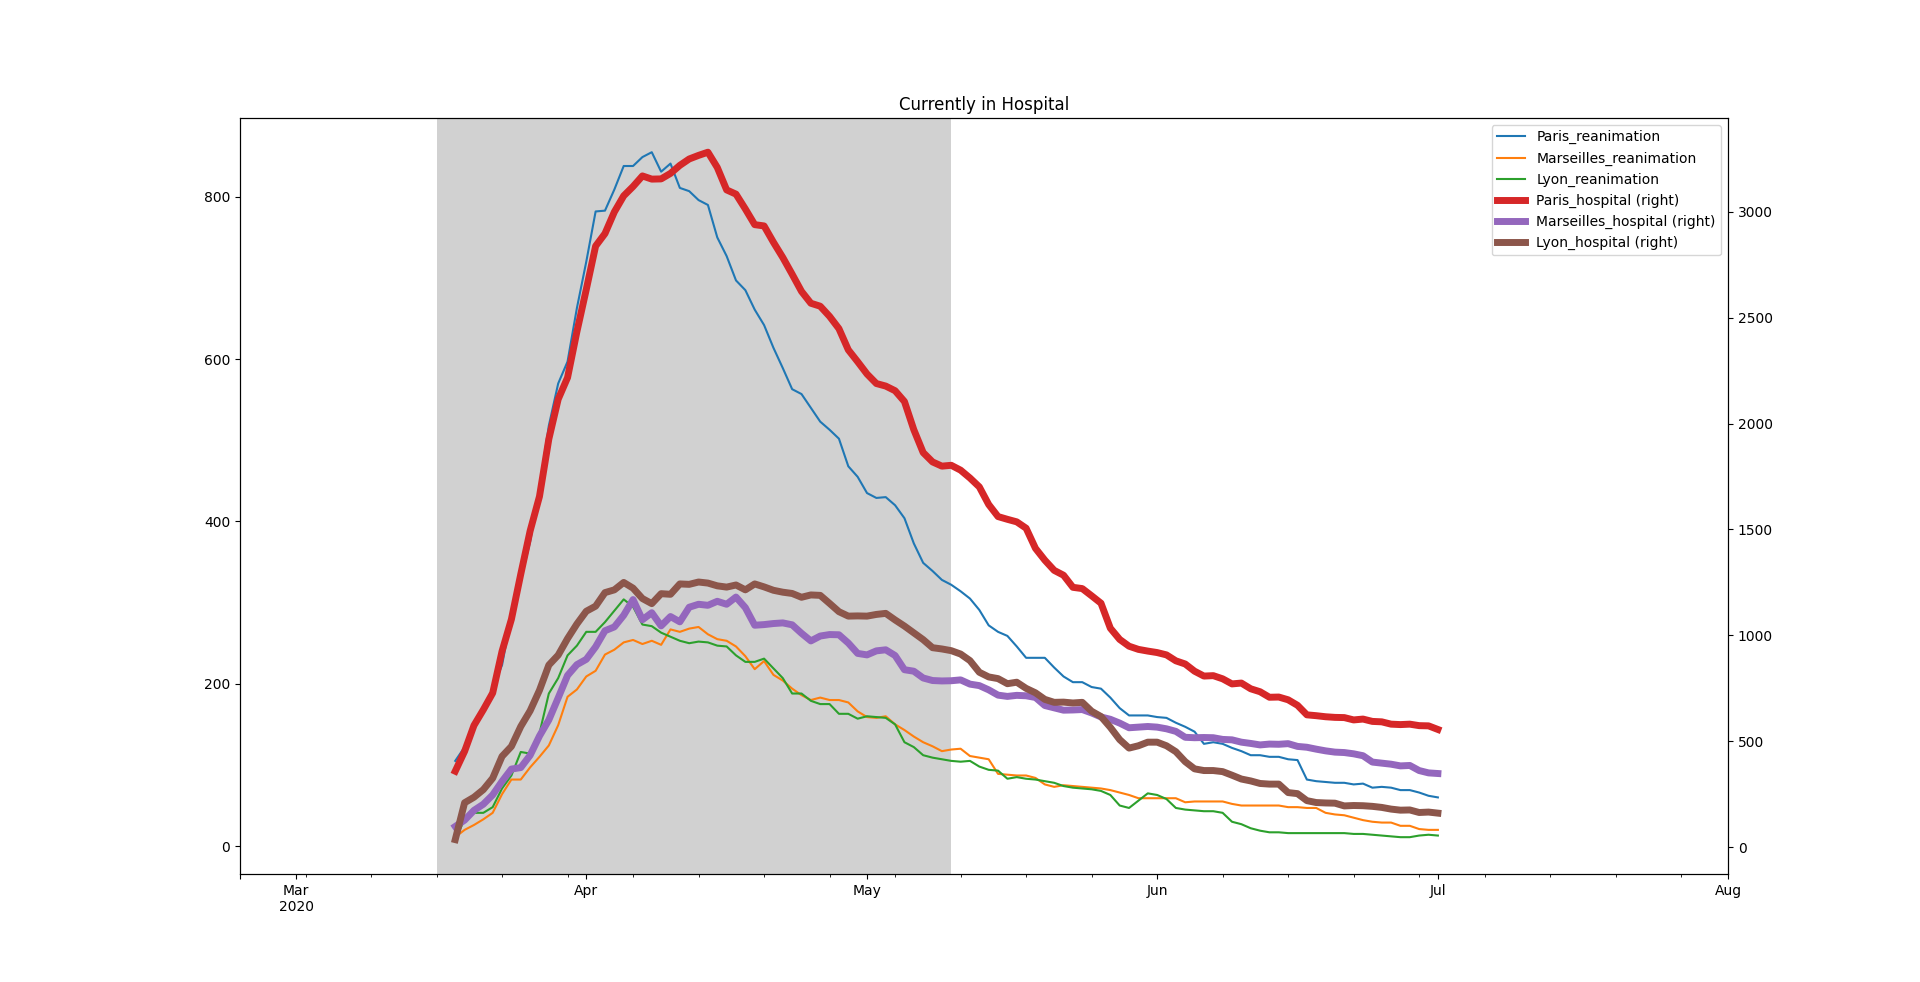 Currently in Hospital
Paris_reanimation
Marseilles_reanimation
Lyon_reanimation
Paris_hospital (right)
Marseilles_hospital (right)
Lyon_hospital (right)
800
600
400
200
0
3000
2500
2000
1500
1000
500
0
Mar Apr May Jun Jul Aug
2020